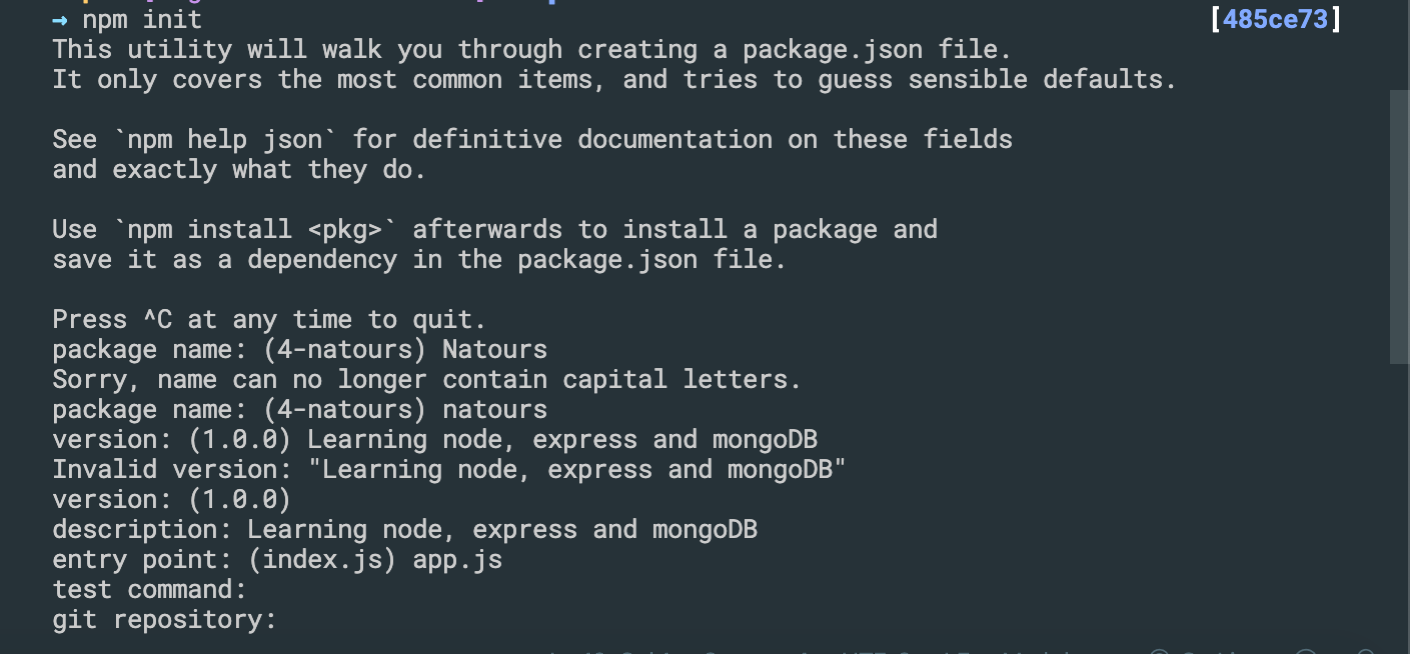 → npm init [485ce73]
This utility will walk you through creating a package.json file.
It only covers the most common items, and tries to guess sensible defaults.
See `npm help json` for definitive documentation on these fields
and exactly what they do.
Use `npm install <pkg>` afterwards to install a package and
save it as a dependency in the package.json file.
Press ^C at any time to quit.
package name: (4-natours) Natours
Sorry, name can no longer contain capital letters.
package name: (4-natours) natours
version: (1.0.0) Learning node, express and mongoDB
Invalid version: "Learning node, express and mongoDB"
version: (1.0.0)
description: Learning node, express and mongoDB
entry point: (index.js) app.js
test command:
git repository: